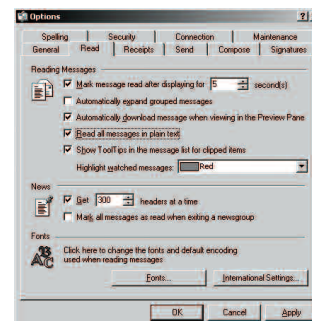 Options
Spelling Security Connection Maintenance
General Read Receipts Send Compose Signatures
Reading Messages
Mark message read after displaying for 5 second(s)
Automatically expand grouped messages
Automatically download message when viewing in the Preview Pane
Read all messages in plain text
Show ToolTips in the message list for clipped items
Highlight watched messages: Red
News
Get 300 headers at a time
Mark all messages as read when exiting a newsgroup
Fonts
Click here to change the fonts and default encoding
used when reading messages
Fonts... International Settings...
OK Cancel Apply